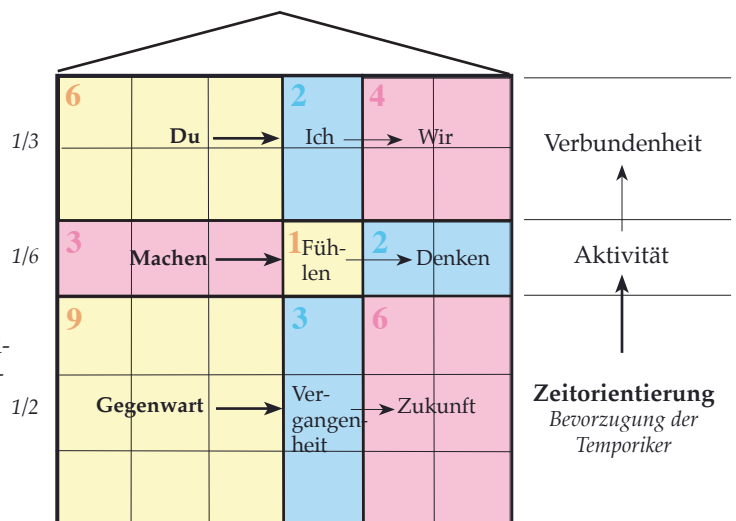 6
2
4
1/3
Du
Ich
Wir
Verbundenheit
3
1
2
1/6
Machen
Füh-
len
Denken
Aktivität
9
3
6
-
1/2
Gegenwart
Ver-
gangen-
heit
Zukunft
Zeitorientierung
Bevorzugung der
Temporiker